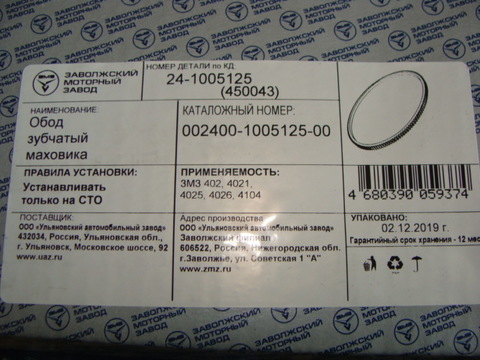 ЗАВОЛЖСКИЙ
МОТОРНЫЙ
ЗАВОД
НОМЕР ДЕТАЛИ по КД:
24-1005125
(450043)
НАИМЕНОВАНИЕ:
Обод
зубчатый
маховика
КАТАЛОЖНЫЙ НОМЕР:
002400-1005125-00
ПРАВИЛА УСТАНОВКИ:
Устанавливать
только на СТО
ПРИМЕНЯЕМОСТЬ:
ЗМЗ 402, 4021,
4025, 4026, 4104
4 680390 059374
ПОСТАВЩИК:
ООО «Ульяновский автомобильный завод»
432034, Россия, Ульяновская обл.,
г. Ульяновск, Московское шоссе, 92
www.uaz.ru
Адрес производства
ООО «Ульяновский автомобильный завод»
Заволжский филиал
606522, Россия, Нижегородская обл.
г.Заволжье, ул. Советская 1 "А"
www.zmz.ru
УПАКОВАНО:
02.12.2019 г.
Гарантийный срок хранения - 12 мес
ЗАВОЛЖСКИЙ
МОТОРНЫЙ
ЗАВОД